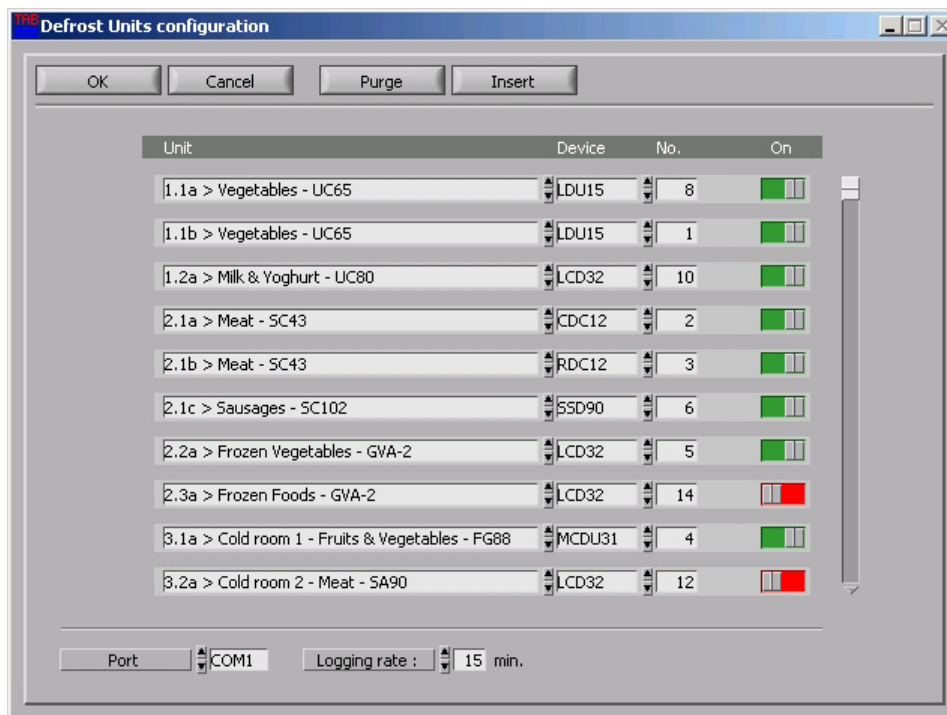 TAB Defrost Units configuration
OK Cancel Purge Insert
Unit Device No. On
1.1a > Vegetables - UC65 LDU15 8
1.1b > Vegetables - UC65 LDU15 1
1.2a > Milk & Yoghurt - UC80 LCD32 10
2.1a > Meat - SC43 CDC12 2
2.1b > Meat - SC43 RDC12 3
2.1c > Sausages - SC102 SSD90 6
2.2a > Frozen Vegetables - GVA-2 LCD32 5
2.3a > Frozen Foods - GVA-2 LCD32 14
3.1a > Cold room 1 - Fruits & Vegetables - FG88 MCDU31 4
3.2a > Cold room 2 - Meat - SA90 LCD32 12
Port COM1 Logging rate : 15 min.